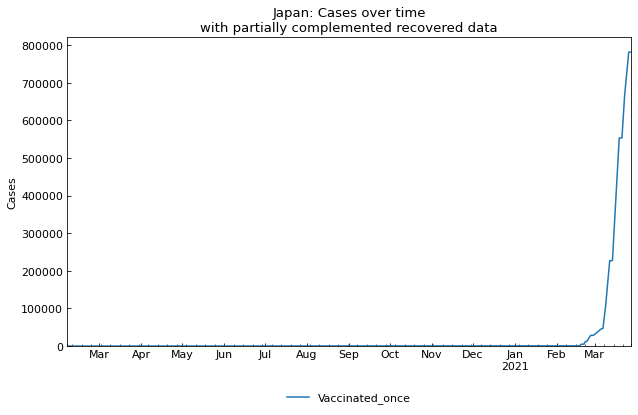 Japan: Cases over time
with partially complemented recovered data
800000
700000
600000
500000
400000
300000
200000
100000
0
Cases
Mar Apr May Jun Jul Aug Sep Oct Nov Dec Jan Feb Mar
2021
Vaccinated_once